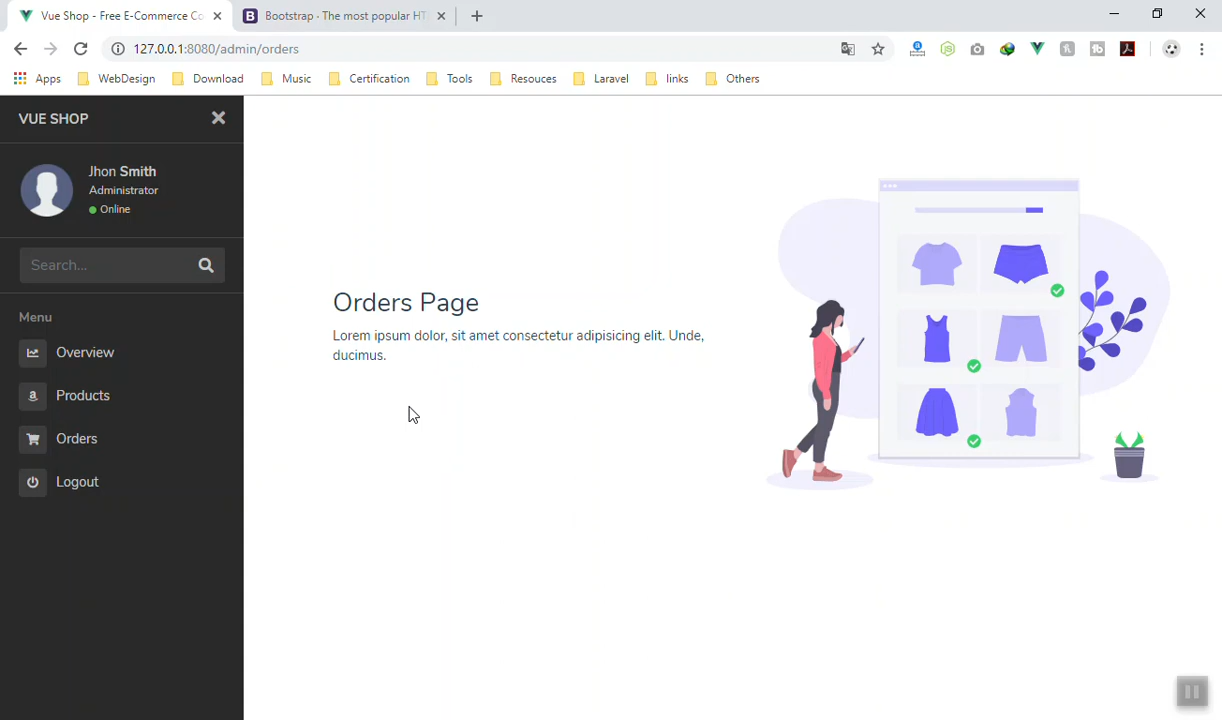 Vue Shop - Free E-Commerce Co
Bootstrap · The most popular HT
127.0.0.1:8080/admin/orders
Apps
WebDesign
Download
Music
Certification
Tools
Resouces
Laravel
links
Others
VUE SHOP
Jhon Smith
Administrator
Online
Search...
Menu
Overview
Products
Orders
Logout
Orders Page
Lorem ipsum dolor, sit amet consectetur adipisicing elit. Unde,
ducimus.